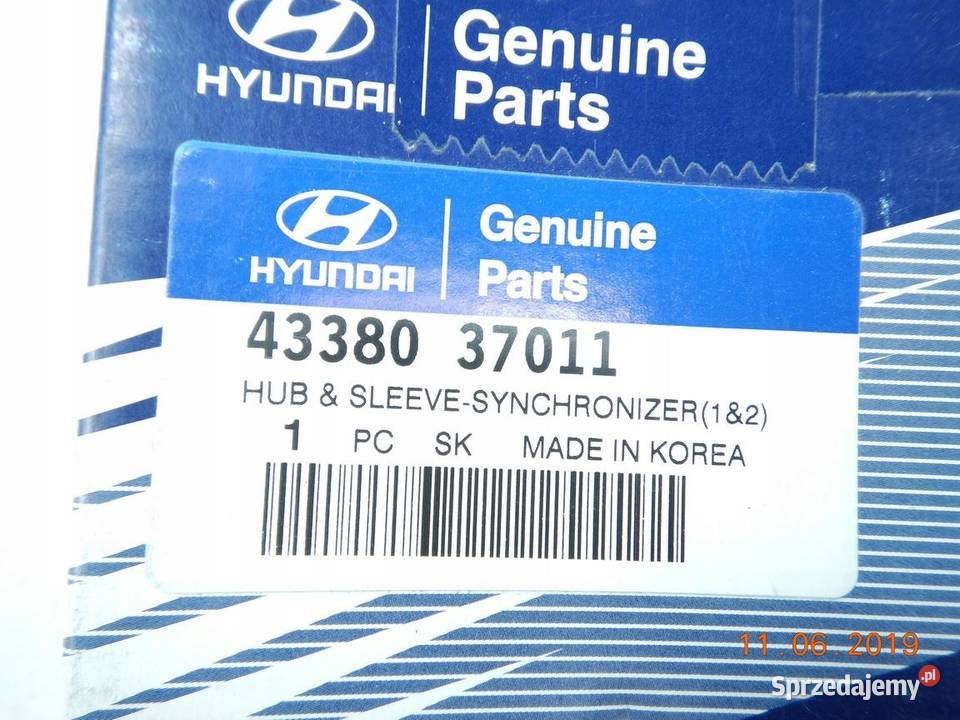 HYUNDAI
Genuine
Parts
HYUNDAI
Genuine
Parts
43380 37011
HUB & SLEEVE-SYNCHRONIZER(1&2)
1 PC SK MADE IN KOREA
11.06.2019
Sprzedajemy.pl